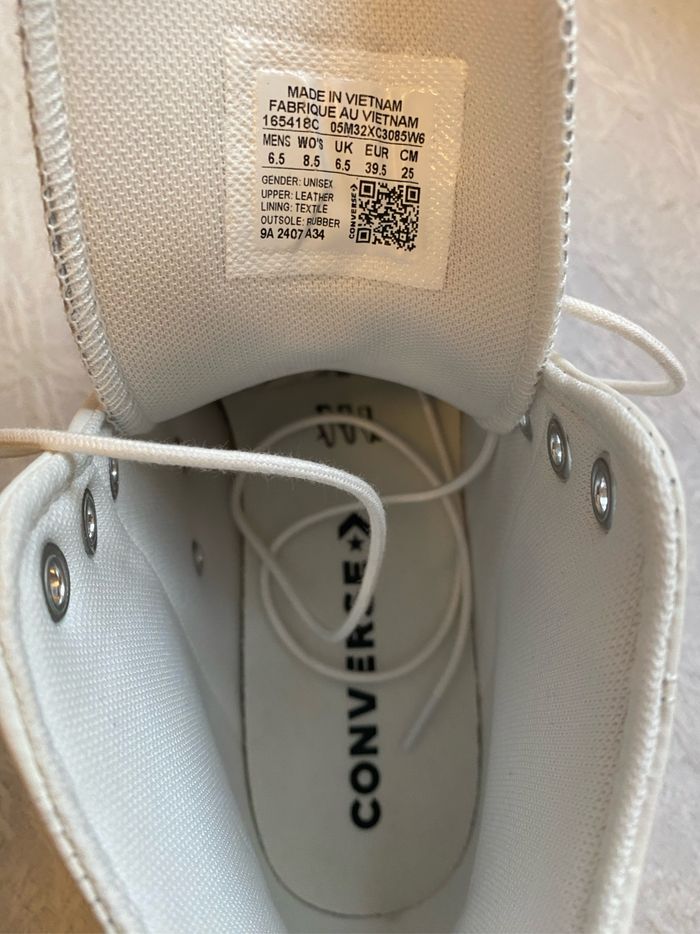 MADE IN VIETNAM
FABRIQUE AU VIETNAM
165418C 05M32XC3085W6
MENS WO'S UK EUR CM
6.5 8.5 6.5 39.5 25
GENDER: UNISEX
UPPER: LEATHER
LINING: TEXTILE
OUTSOLE: RUBBER
9A 2407 A34
CONVERSE
CONVERSE